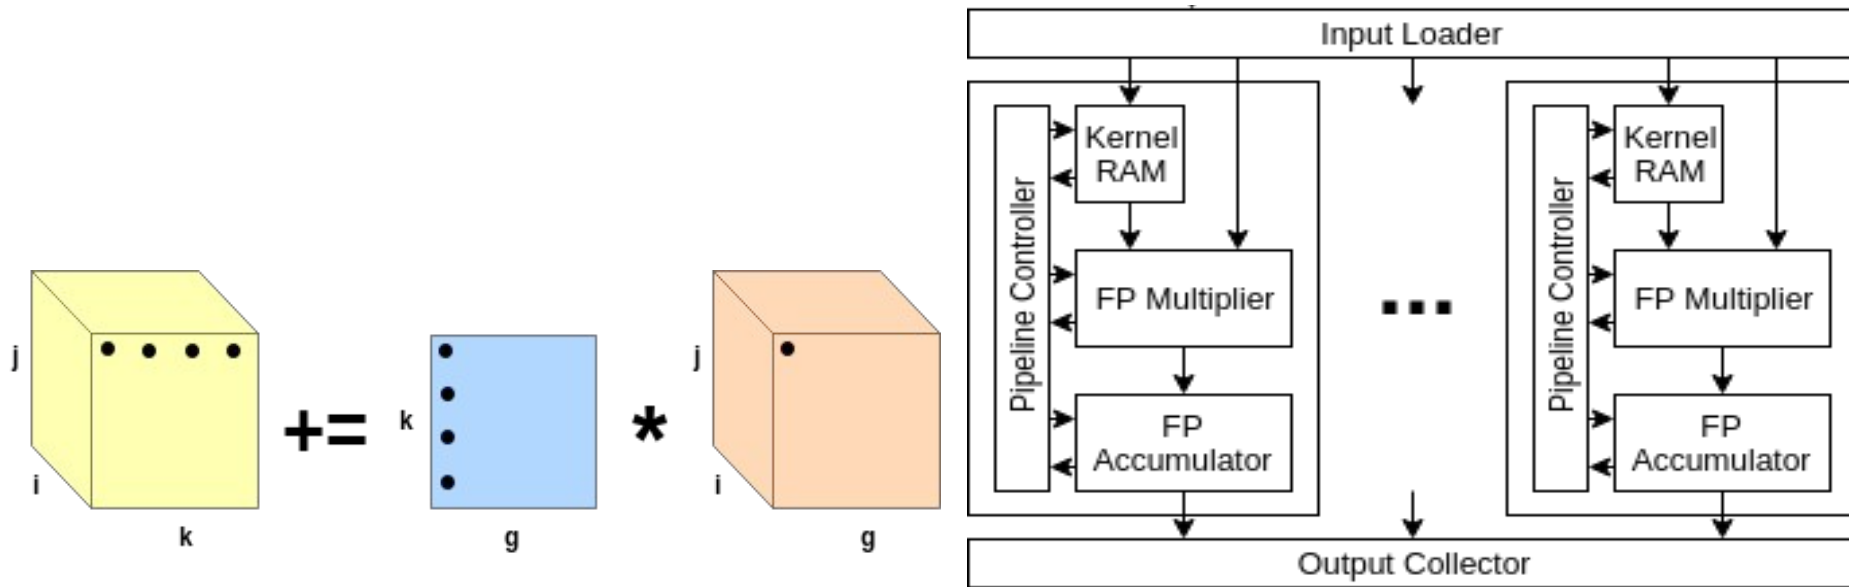 j
i
k
+=
k
g
*
j
i
g
Input Loader
Pipeline Controller
Kernel
RAM
FP Multiplier
FP
Accumulator
...
Pipeline Controller
Kernel
RAM
FP Multiplier
FP
Accumulator
Output Collector